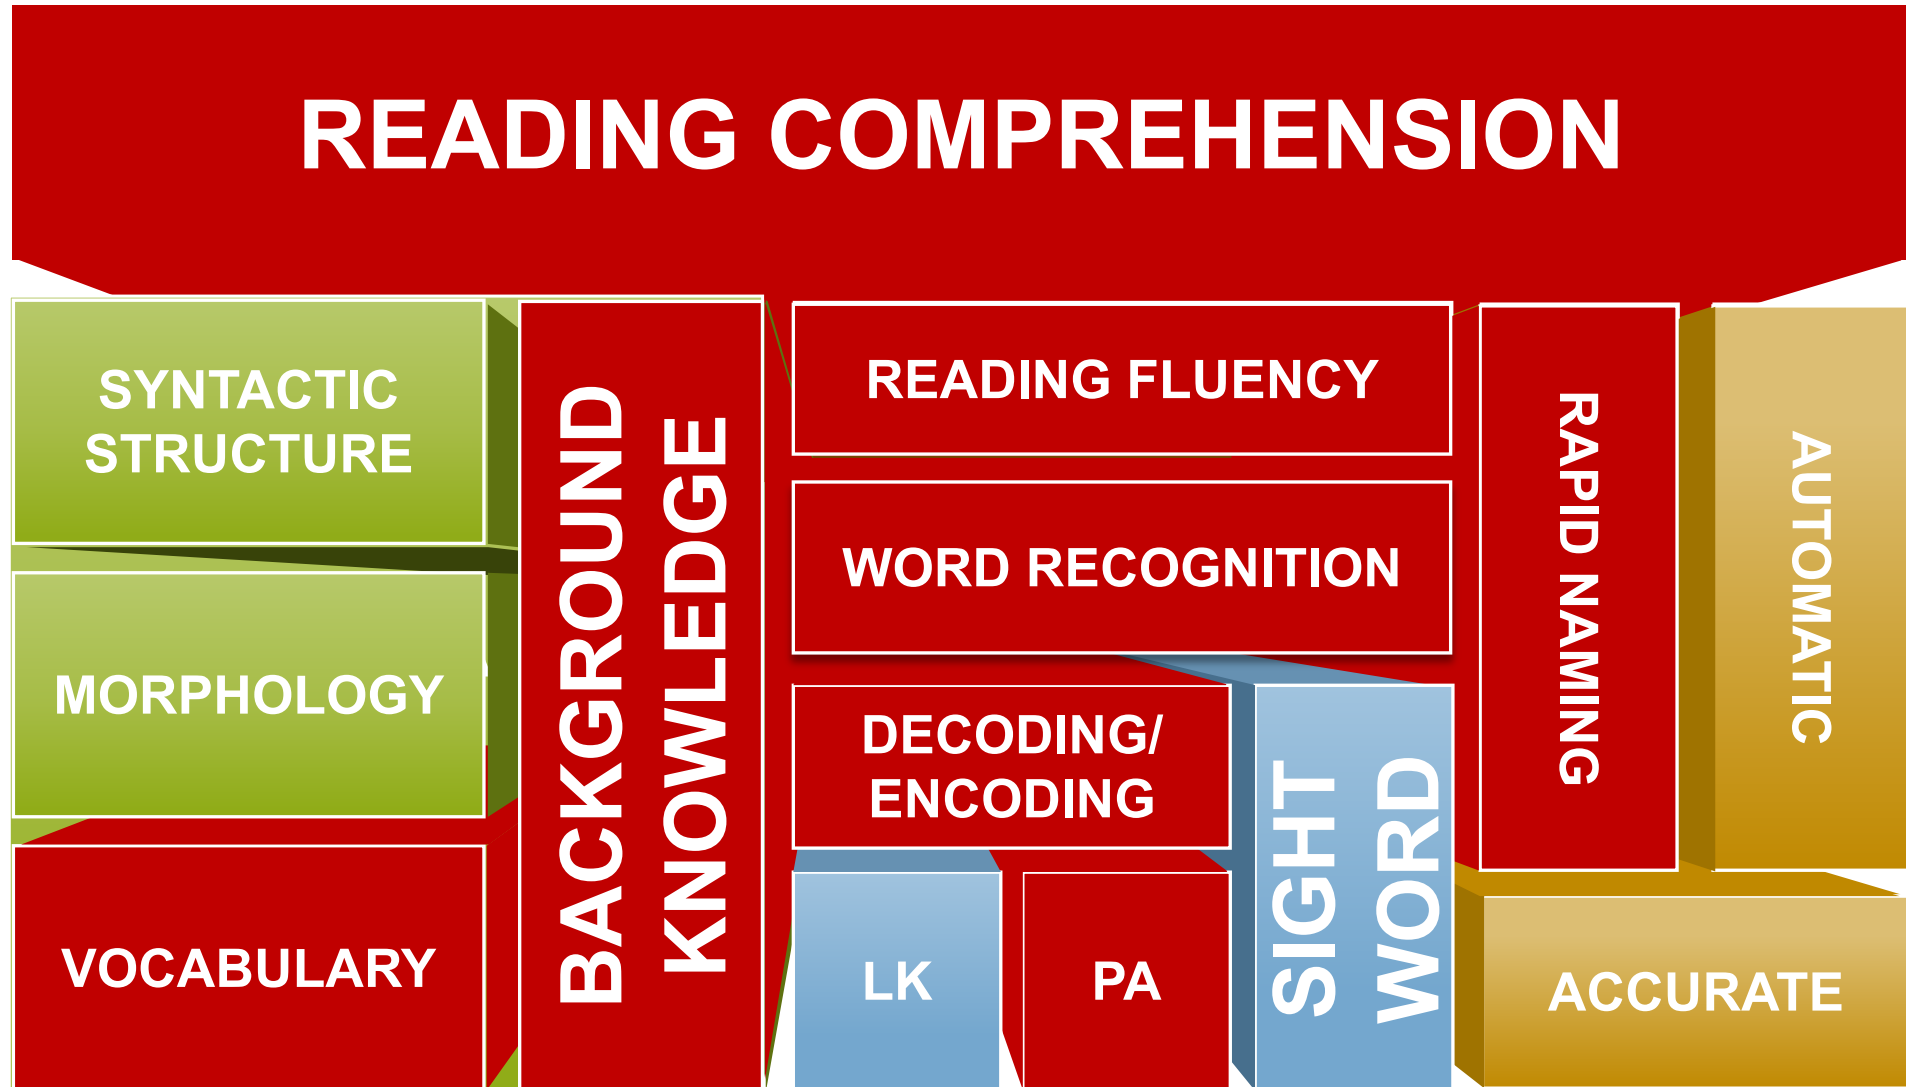 READING COMPREHENSION
SYNTACTIC
STRUCTURE
MORPHOLOGY
VOCABULARY
BACKGROUND
KNOWLEDGE
READING FLUENCY
WORD RECOGNITION
DECODING/
ENCODING
LK
PA
SIGHT
WORD
RAPID NAMING
AUTOMATIC
ACCURATE